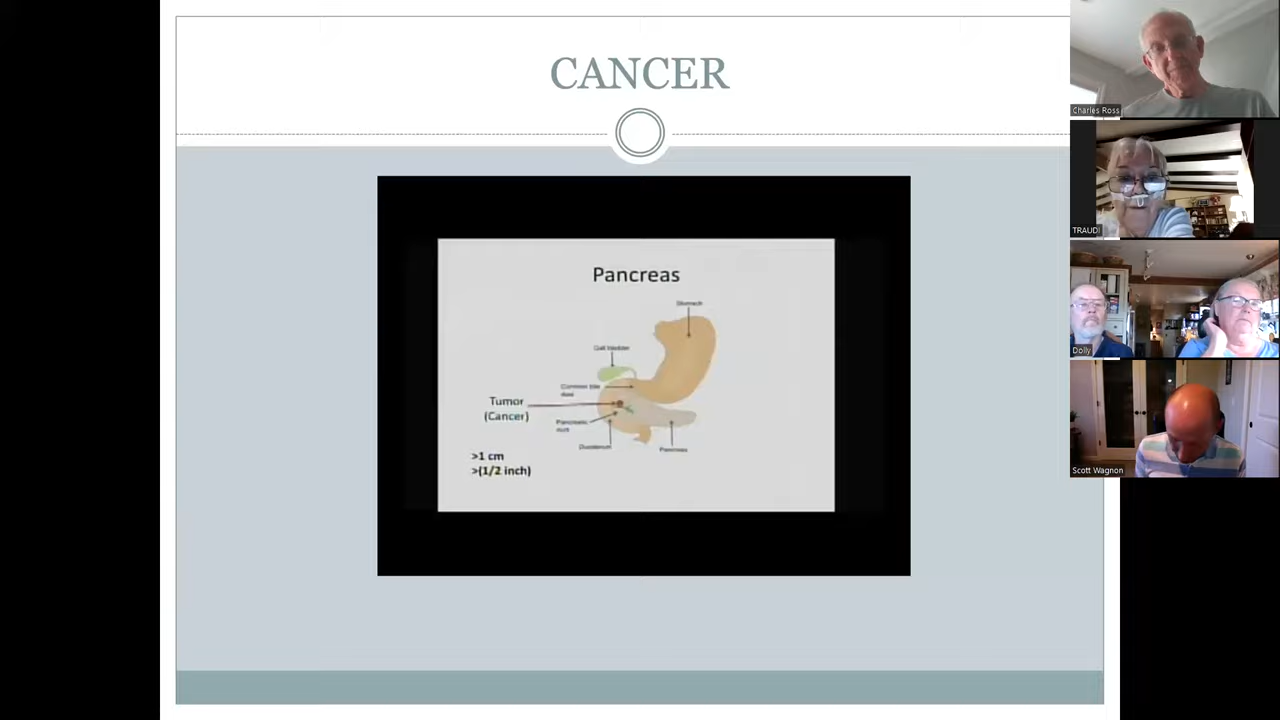 CANCER
Pancreas
Stomach
Gall bladder
Common bile
duct
Tumor
(Cancer)
Pancreatic
duct
Duodenum
Pancreas
>1 cm
>(1/2 inch)
Charles Ross
TRAUDI
Dolly
Scott Wagnon